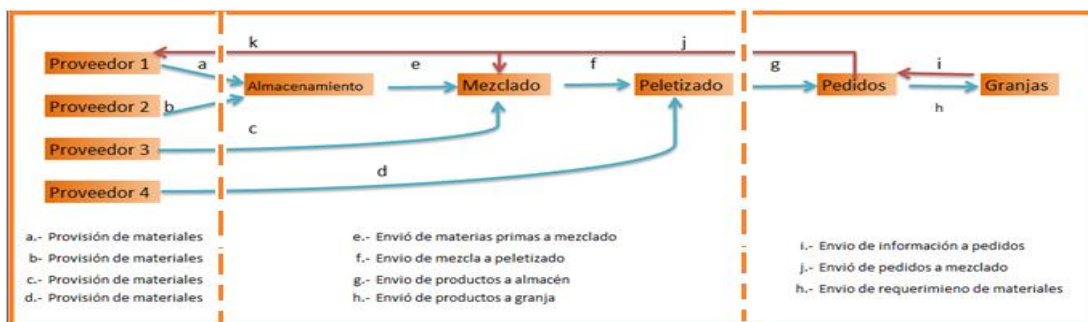 k
j
Proveedor 1
a
e
f
g
i
Almacenamiento
Mezclado
Peletizado
Pedidos
Granjas
Proveedor 2
b
h
c
Proveedor 3
d
Proveedor 4
a.- Provisión de materiales
b- Provisión de materiales
c.- Provisión de materiales
d.- Provisión de materiales
e.- Envió de materias primas a mezclado
f.- Envio de mezcla a peletizado
g.- Envio de productos a almacén
h.- Envió de productos a granja
i.- Envio de información a pedidos
j.- Envió de pedidos a mezclado
h.- Envio de requerimieno de materiales